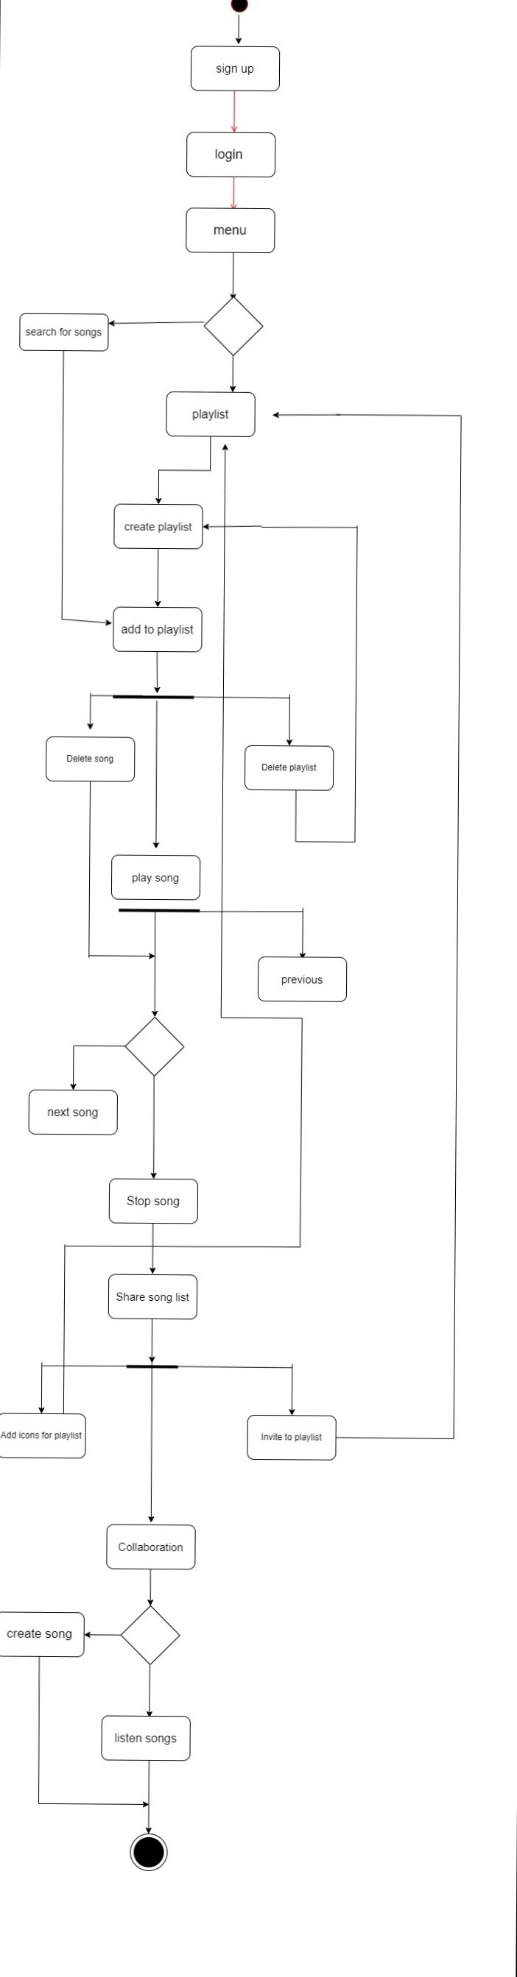 sign up
login
menu
search for songs
playlist
create playlist
add to playlist
Delete song
Delete playlist
play song
previous
next song
Stop song
Share song list
Add icons for playlist
Invite to playlist
Collaboration
create song
listen songs